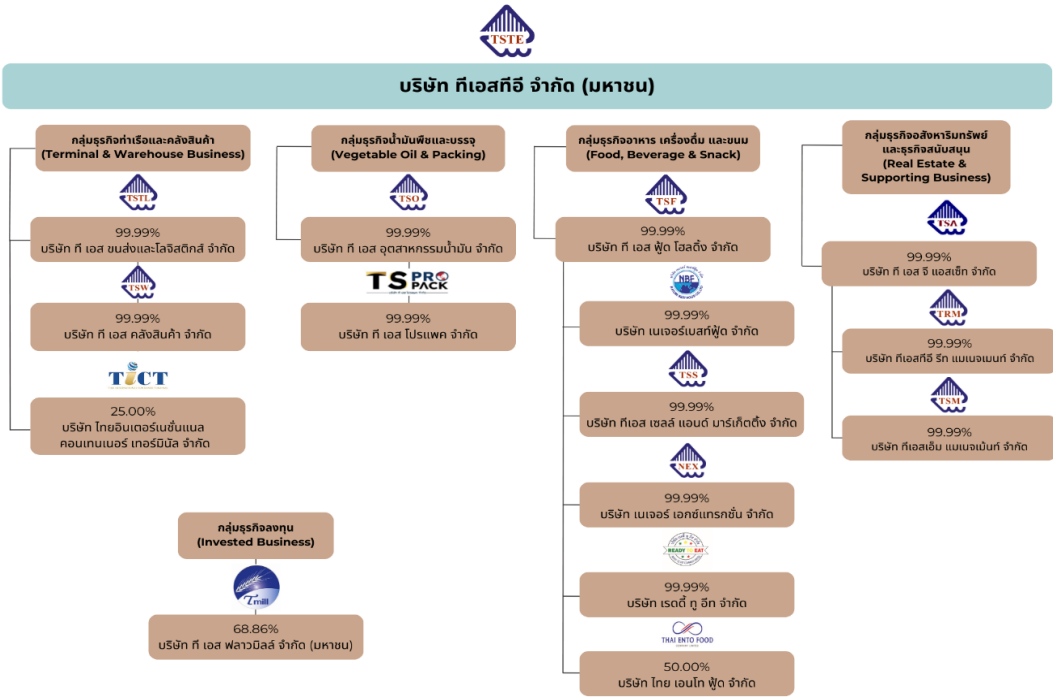 TSTE
บริษัท ทีเอสทีอี จำกัด (มหาชน)
กลุ่มธุรกิจท่าเรือและคลังสินค้า
(Terminal & Warehouse Business)
TSTL
99.99%
บริษัท ที เอส ขนส่งและโลจิสติกส์ จำกัด
TSW
99.99%
บริษัท ที เอส คลังสินค้า จำกัด
TiCT
25.00%
บริษัท ไทยอินเตอร์เนชั่นแนล
คอนเทนเนอร์ เทอร์มินัล จำกัด
กลุ่มธุรกิจน้ำมันพืชและบรรจุ
(Vegetable Oil & Packing)
TSO
99.99%
บริษัท ที เอส อุตสาหกรรมน้ำมัน จำกัด
TS PRO
PACK
99.99%
บริษัท ที เอส โปรแพค จำกัด
กลุ่มธุรกิจอาหาร เครื่องดื่ม และขนม
(Food, Beverage & Snack)
TSF
99.99%
บริษัท ที เอส ฟู้ด โฮลดิ้ง จำกัด
NBF
99.99%
บริษัท เนเจอร์เบสท์ฟู้ด จำกัด
TSS
99.99%
บริษัท ทีเอส เซลล์ แอนด์ มาร์เก็ตติ้ง จำกัด
NEX
99.99%
บริษัท เนเจอร์ เอกซ์แทรกชั่น จำกัด
READY TO EAT
99.99%
บริษัท เรดดี้ ทู อีท จำกัด
THAI ENTO FOOD
50.00%
บริษัท ไทย เอนโท ฟู้ด จำกัด
กลุ่มธุรกิจอสังหาริมทรัพย์
และธุรกิจสนับสนุน
(Real Estate &
Supporting Business)
TSA
99.99%
บริษัท ที เอส จี แอสเซ็ท จำกัด
TRM
99.99%
บริษัท ทีเอสทีอี รีท แมเนจเมนท์ จำกัด
TSM
99.99%
บริษัท ทีเอสเอ็ม แมเนจเม้นท์ จำกัด
กลุ่มธุรกิจลงทุน
(Invested Business)
Tmill
68.86%
บริษัท ที เอส ฟลาวมิลล์ จำกัด (มหาชน)